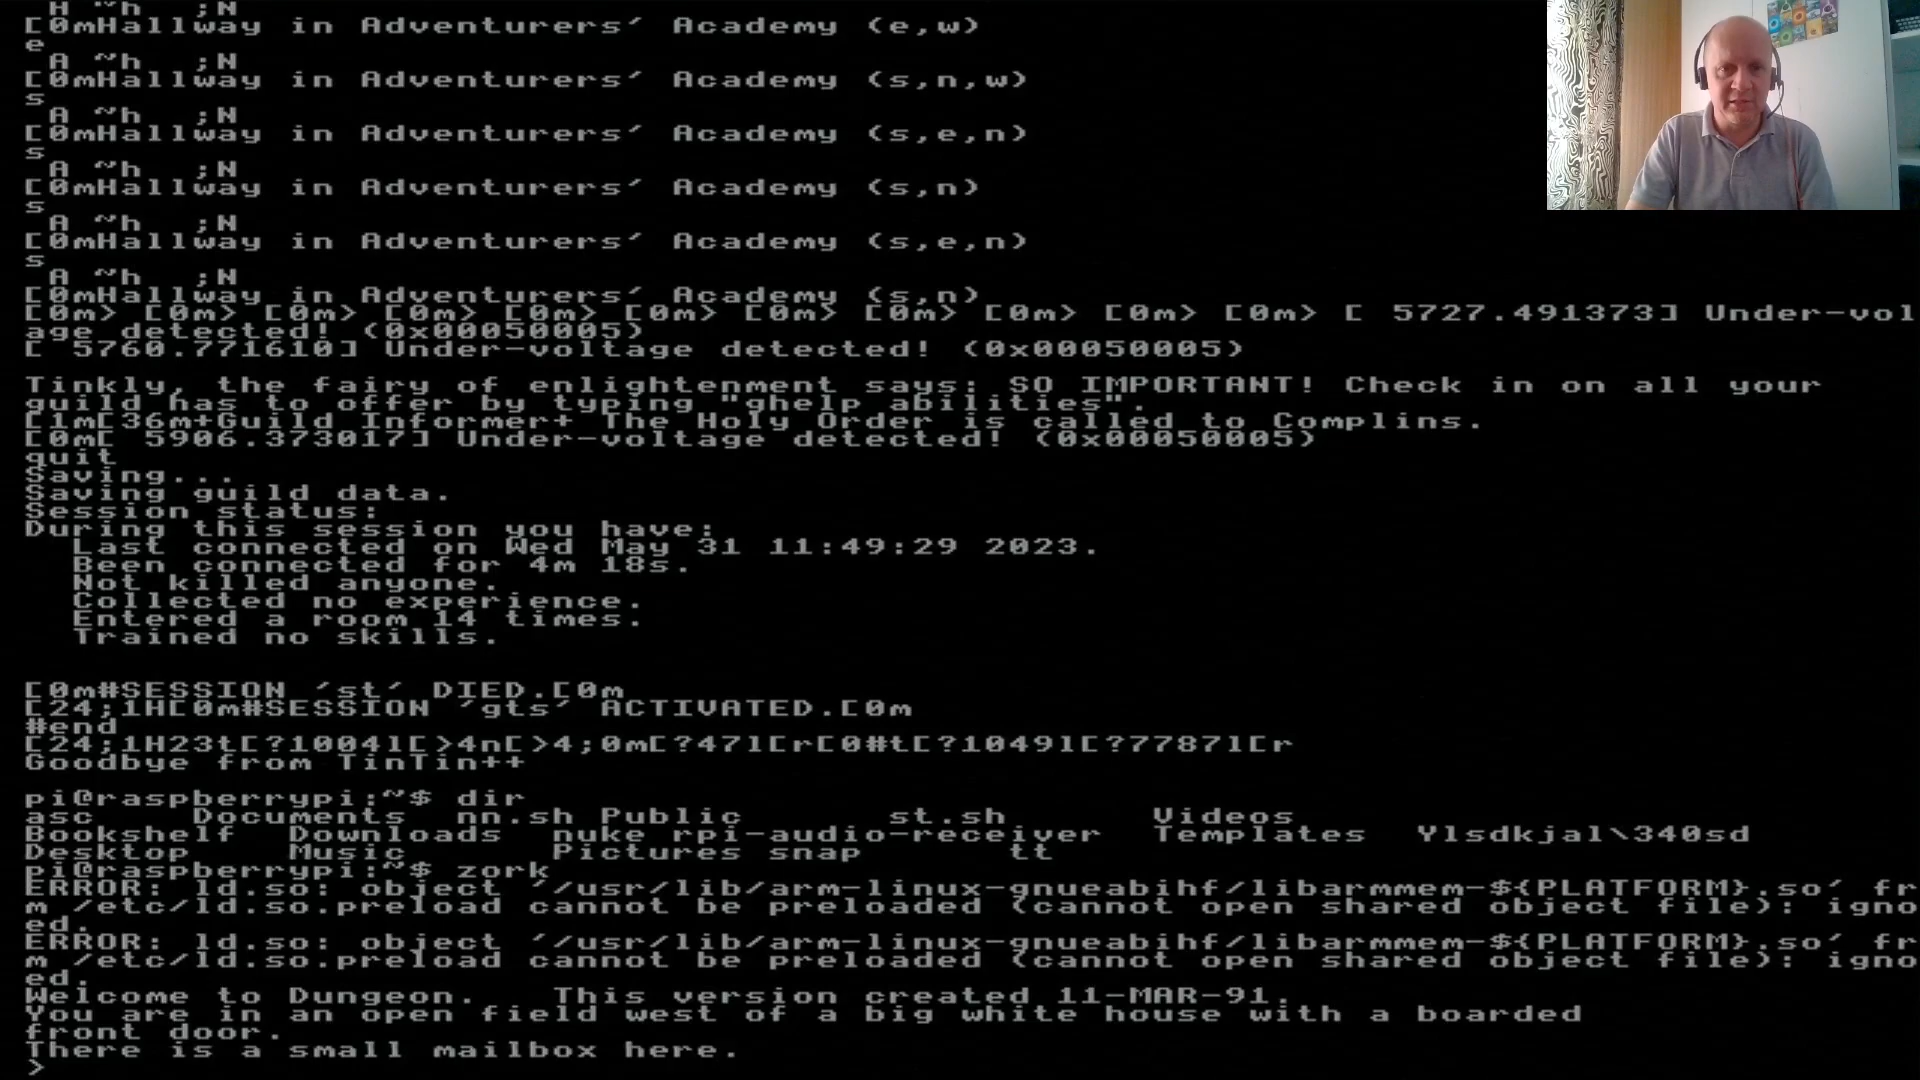 H ~h   ;N
[0mHallway in Adventurers' Academy (e,w)
e
A ~h   ;N
[0mHallway in Adventurers' Academy (s,n,w)
s
A ~h   ;N
[0mHallway in Adventurers' Academy (s,e,n)
s
A ~h   ;N
[0mHallway in Adventurers' Academy (s,n)
s
A ~h   ;N
[0mHallway in Adventurers' Academy (s,e,n)
s
A ~h   ;N
[0mHallway in Adventurers' Academy (s,n)
[0m> [0m> [0m> [0m> [0m> [0m> [0m> [0m> [0m> [0m> [0m> [ 5727.491373] Under-vol
age detected! (0x00050005)
[ 5760.771610] Under-voltage detected! (0x00050005)
Tinkly, the fairy of enlightenment says: SO IMPORTANT! Check in on all your
guild has to offer by typing "ghelp abilities".
[1m[36m+Guild Informer+ The Holy Order is called to Complins.
[0m[ 5906.373017] Under-voltage detected! (0x00050005)
quit
Saving...
Saving guild data.
Session status:
During this session you have:
Last connected on Wed May 31 11:49:29 2023.
Been connected for 4m 18s.
Not killed anyone.
Collected no experience.
Entered a room 14 times.
Trained no skills.
[0m#SESSION 'st' DIED.[0m
[24;1H[0m#SESSION 'gts' ACTIVATED.[0m
#end
[24;1H23t[?1004l[>4n[>4;0m[?47l[r[0#t[?1049l[?7787l[r
Goodbye from TinTin++
pi@raspberrypi:~$ dir
asc    Documents  nn.sh Public      st.sh      Videos
Bookshelf  Downloads  nuke rpi-audio-receiver  Templates  Ylsdkjal\340sd
Desktop    Music      Pictures snap      tt
pi@raspberrypi:~$ zork
ERROR: ld.so: object '/usr/lib/arm-linux-gnueabihf/libarmmem-${PLATFORM}.so' fr
m /etc/ld.so.preload cannot be preloaded (cannot open shared object file): igno
ed.
ERROR: ld.so: object '/usr/lib/arm-linux-gnueabihf/libarmmem-${PLATFORM}.so' fr
m /etc/ld.so.preload cannot be preloaded (cannot open shared object file): igno
ed.
Welcome to Dungeon.   This version created 11-MAR-91.
You are in an open field west of a big white house with a boarded
front door.
There is a small mailbox here.
>